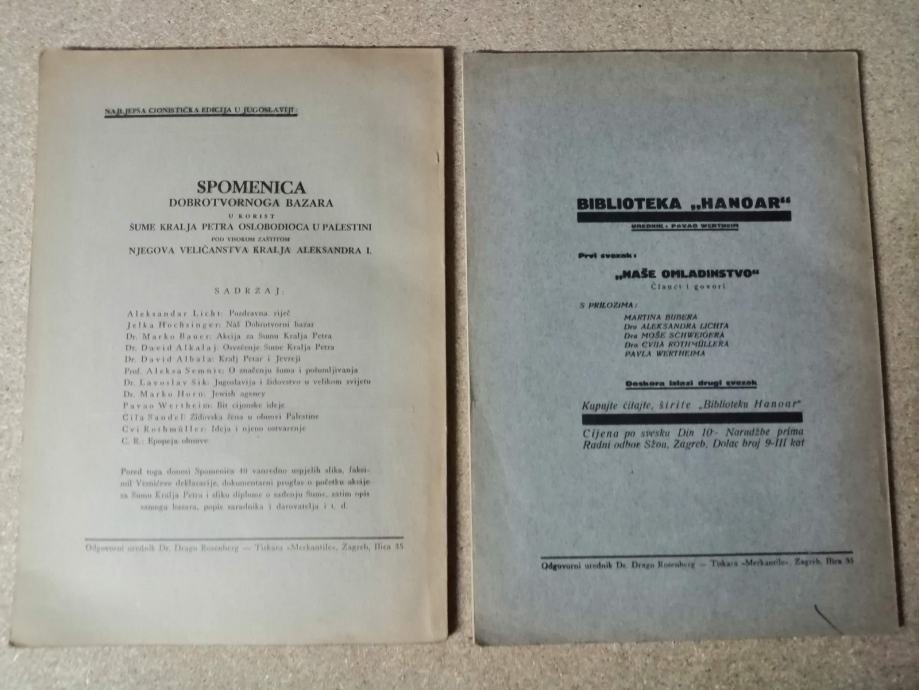 NAJLJEPŠA CIONISTIČKA EDICIJA U JUGOSLAVIJI:
SPOMENICA
DOBROTVORNOGA BAZARA
U KORIST
ŠUME KRALJA PETRA OSLOBODIOCA U PALESTINI
POD VISOKOM ZAŠTITOM
NJEGOVA VELIČANSTVA KRALJA ALEKSANDRA I.
SADRŽAJ:
Aleksandar Licht: Pozdravna riječ
Jelka Hochsinger: Naš Dobrotvorni bazar
Dr. Marko Bauer: Akcija za Šumu Kralja Petra
Dr. David Alkalaj: Osvećenje Šume Kralja Petra
Dr. David Albala: Kralj Petar i Jevreji
Prof. Aleksa Semnic: O značenju šuma i pošumljivanja
Dr. Lavoslav Šik: Jugoslavija i židovstvo u velikom svijetu
Dr. Marko Horn: Jewish agency
Pavao Wertheim: Bit cijonske ideje
Cila Sandel: Židovska žena u obnovi Palestine
Cvi Rothmüller: Ideja i njeno ostvarenje
C. R.: Epopeja obnove
Pored toga donosi Spomenica 40 vanredno uspjelih slika, faksi-
mil Vesnićeve deklaracije, dokumentarni proglas o početku akcije
za Šumu Kralja Petra i sliku diplome o sađenju šume, zatim opis
samoga bazara, popis saradnika i darovatelja i t. d.
Odgovorni urednik Dr. Drago Rosenberg — Tiskara »Merkantile«, Zagreb, Ilica 35
BIBLIOTEKA „HANOAR“
UREDNIK: PAVAO WERTHEIM
Prvi svezak:
„NAŠE OMLADINSTVO“
Članci i govori
S PRILOZIMA:
MARTINA BUBERA
Dra ALEKSANDRA LICHTA
Dra MOŠE SCHWEIGERA
Dra CVIJA ROTHMÜLLERA
PAVLA WERTHEIMA
Doskora izlazi drugi svezak
Kupujte čitajte, širite „Biblioteku Hanoar“
Cijena po svesku Din 10·- Narudžbe prima
Radni odbor Sžou, Zagreb, Dolac broj 9-III kat
Odgovorni urednik Dr. Drago Rosenberg — Tiskara »Merkantile«, Zagreb, Ilica 35